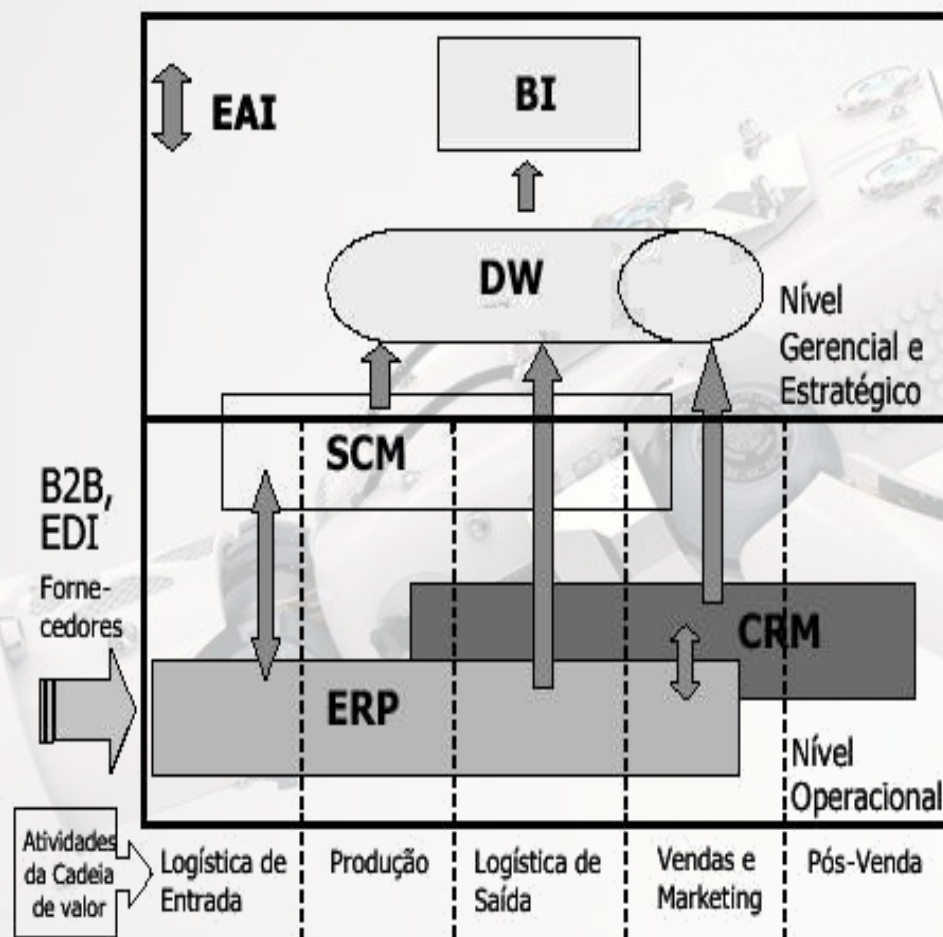 EAI
BI
DW
Nível
Gerencial e
Estratégico
SCM
B2B,
EDI
Forne-
cedores
CRM
ERP
Nível
Operacional
Atividades
da Cadeia
de valor
Logística de
Entrada
Produção
Logística de
Saída
Vendas e
Marketing
Pós-Venda